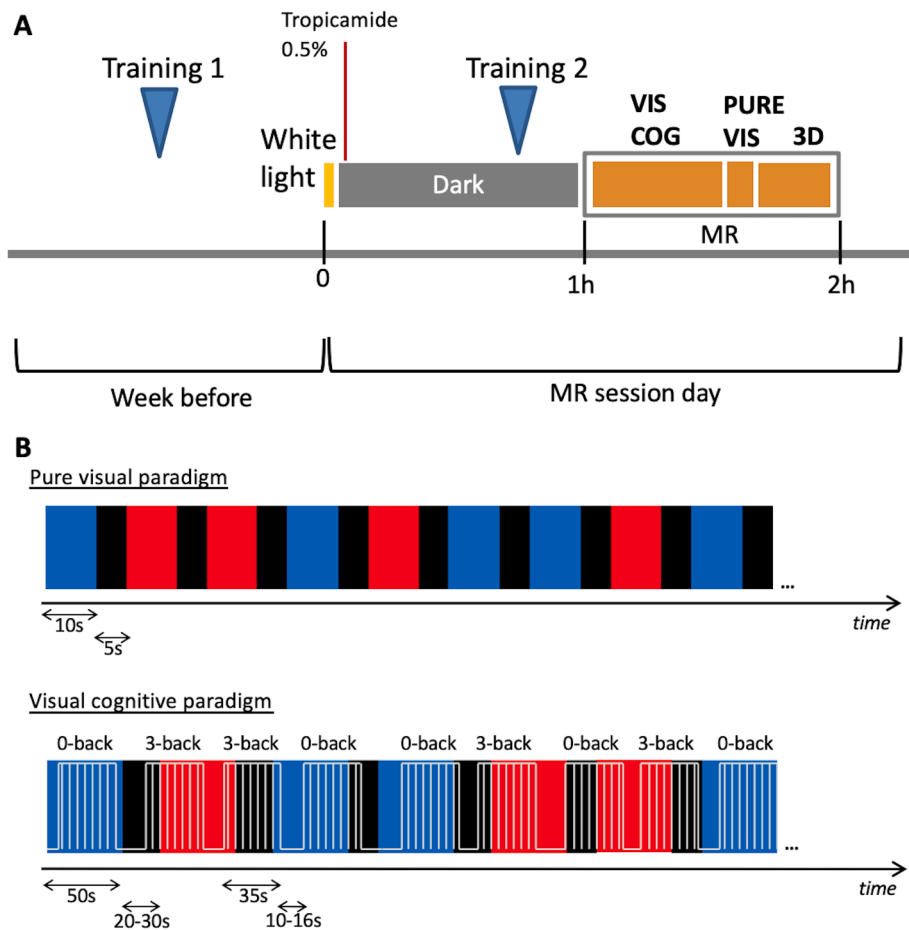 A
Tropicamide
0.5%
Training 1
Training 2
VIS
COG
PURE
VIS
3D
White
light
Dark
MR
0
1h
2h
Week before
MR session day
B
Pure visual paradigm
...
10s
5s
time
Visual cognitive paradigm
0-back 3-back 3-back 0-back 0-back 3-back 0-back 3-back 0-back
...
50s
20-30s
35s
10-16s
time